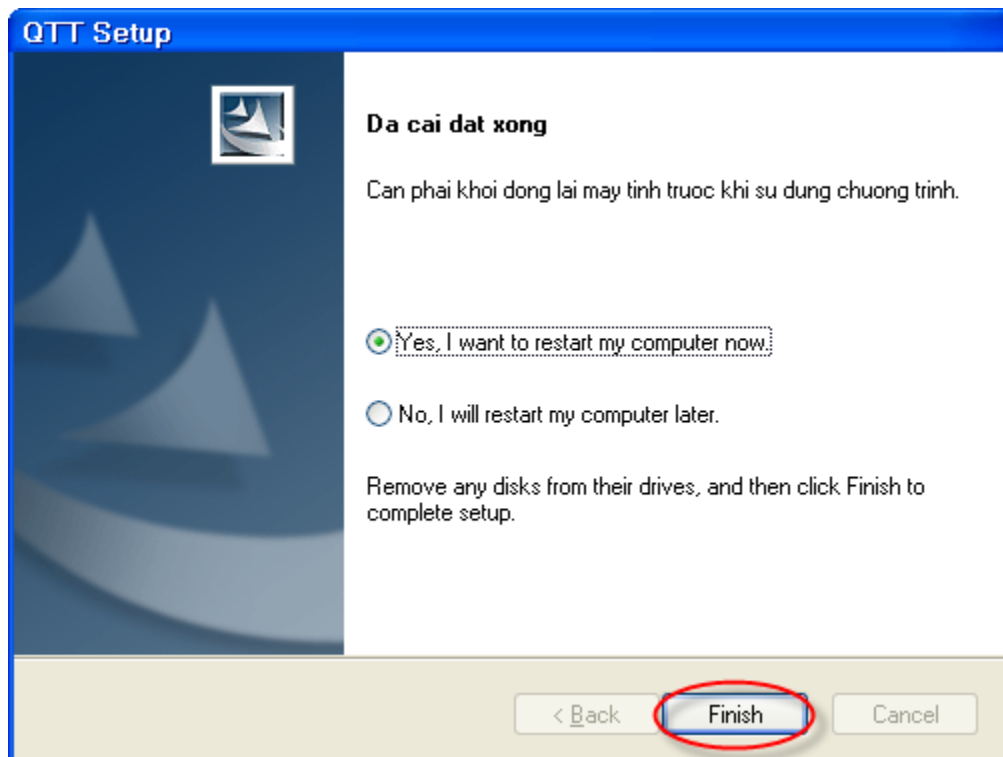 QTT Setup
Da cai dat xong
Can phai khoi dong lai may tinh truoc khi su dung chuong trinh.
Yes, I want to restart my computer now.
No, I will restart my computer later.
Remove any disks from their drives, and then click Finish to
complete setup.
< Back Finish Cancel